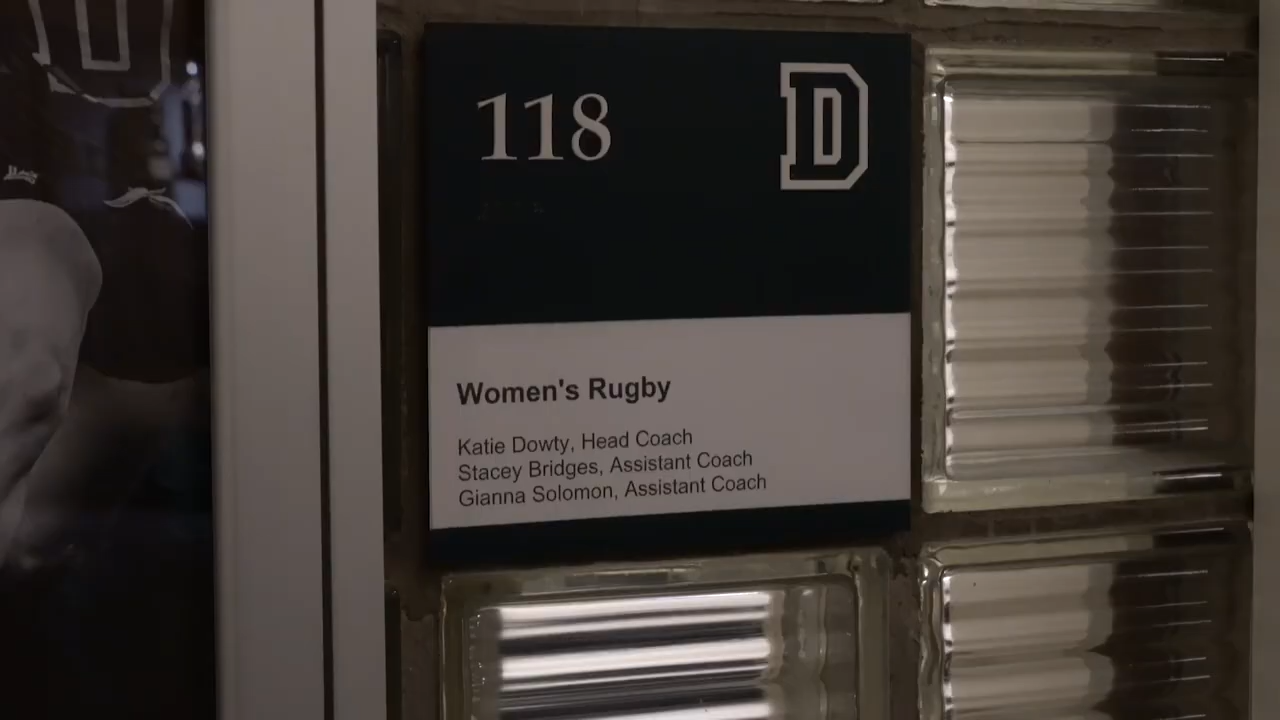 118 D
Women's Rugby
Katie Dowty, Head Coach
Stacey Bridges, Assistant Coach
Gianna Solomon, Assistant Coach